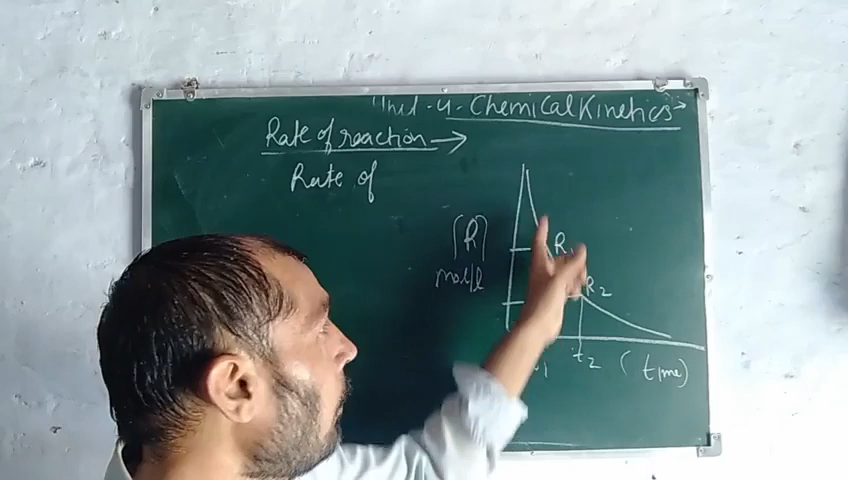 Unit-4-Chemical Kinetics→
Rate of reaction →
Rate of
[R]
mol/l
R1
R2
t2 (time)